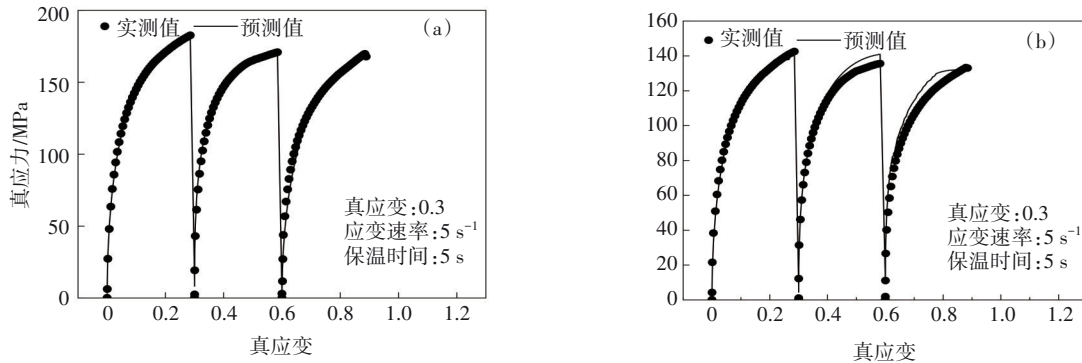 ● 实测值 — 预测值
(a)
200
150
100
50
0
真应力/MPa
真应变:0.3
应变速率:5 s⁻¹
保温时间:5 s
0 0.2 0.4 0.6 0.8 1.0 1.2
真应变
● 实测值 — 预测值
(b)
160
140
120
100
80
60
40
20
0
真应变:0.3
应变速率:5 s⁻¹
保温时间:5 s
0 0.2 0.4 0.6 0.8 1.0 1.2
真应变